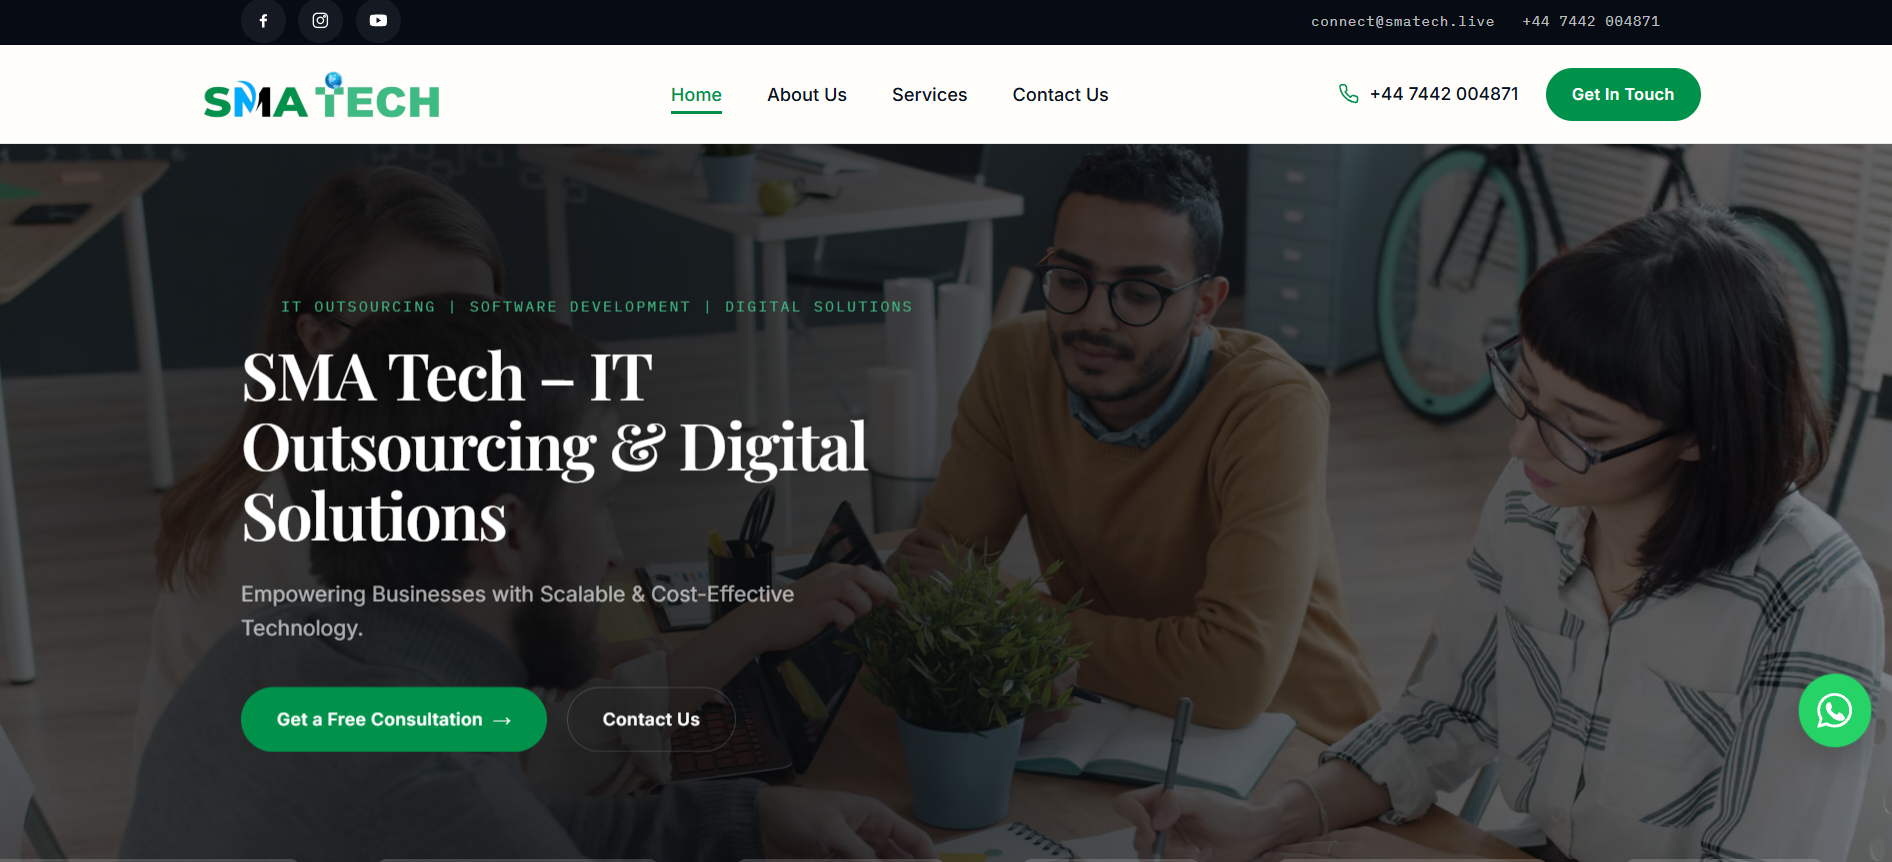 connect@smatech.live +44 7442 004871
SMA TECH
Home About Us Services Contact Us
+44 7442 004871
Get In Touch
IT OUTSOURCING | SOFTWARE DEVELOPMENT | DIGITAL SOLUTIONS
SMA Tech – IT
Outsourcing & Digital
Solutions
Empowering Businesses with Scalable & Cost-Effective
Technology.
Get a Free Consultation →
Contact Us